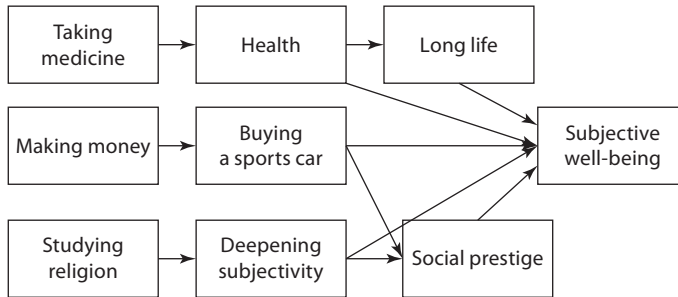 Taking
medicine
Health
Long life
Making money
Buying
a sports car
Subjective
well-being
Studying
religion
Deepening
subjectivity
Social prestige